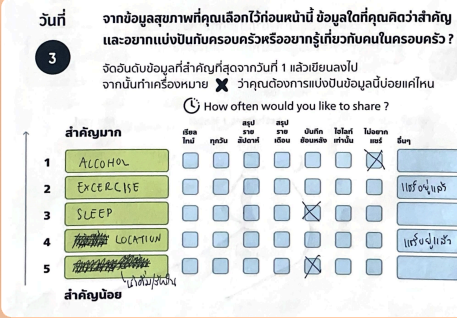 วันที่
3
จากข้อมูลสุขภาพที่คุณเลือกไว้ก่อนหน้านี้ ข้อมูลใดที่คุณคิดว่าสำคัญ
และอยากแบ่งปันกับครอบครัวหรืออยากรู้เกี่ยวกับคนในครอบครัว ?
จัดอันดับข้อมูลที่สำคัญที่สุดจากวันที่ 1 แล้วเขียนลงไป
จากนั้นทำเครื่องหมาย X ว่าคุณต้องการแบ่งปันข้อมูลนี้บ่อยแค่ไหน
How often would you like to share ?
สำคัญมาก
เรียลไทม์ ทุกวัน สรุปรายสัปดาห์ สรุปรายเดือน บันทึกย้อนหลัง ไฮไลท์เท่านั้น ไม่อยากแชร์ อื่นๆ
1 ALCOHOL
2 EXCERCISE แชร์อยู่แล้ว
3 SLEEP
4 LOCATION แชร์อยู่แล้ว
5
สำคัญน้อย